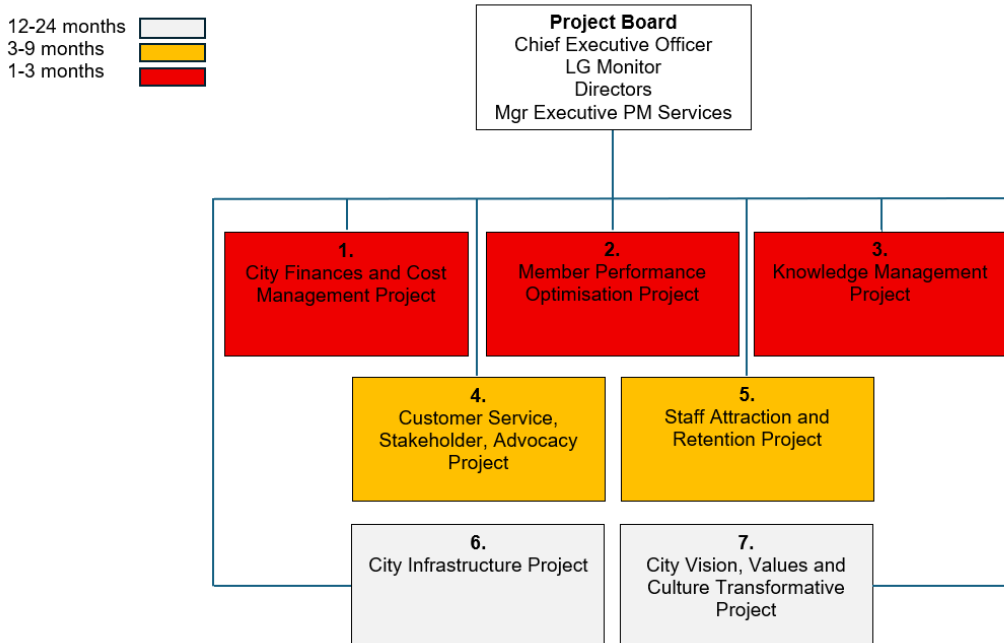 12-24 months
3-9 months
1-3 months
Project Board
Chief Executive Officer
LG Monitor
Directors
Mgr Executive PM Services
1.
City Finances and Cost
Management Project
2.
Member Performance
Optimisation Project
3.
Knowledge Management
Project
4.
Customer Service,
Stakeholder, Advocacy
Project
5.
Staff Attraction and
Retention Project
6.
City Infrastructure Project
7.
City Vision, Values and
Culture Transformative
Project